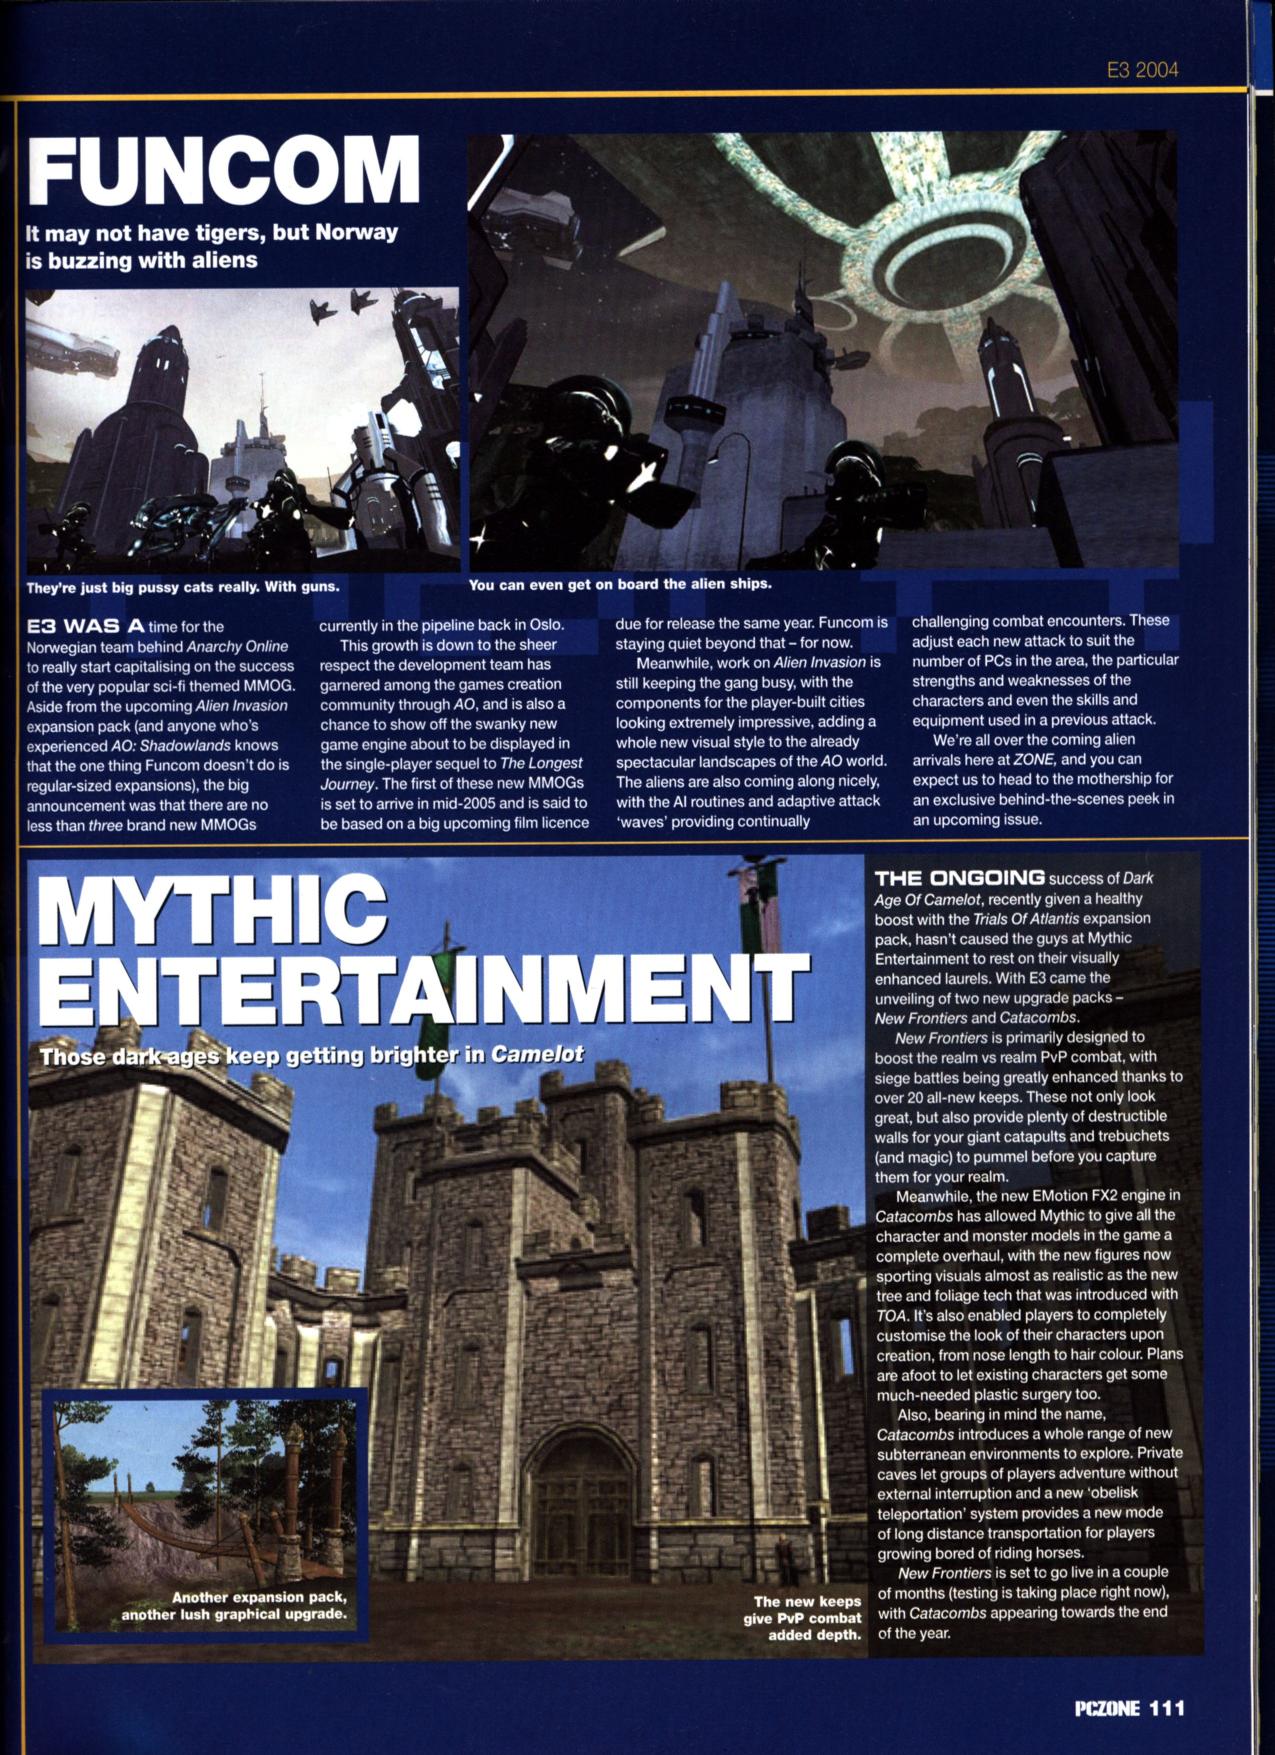 E3 2004
FUNCOM
It may not have tigers, but Norway
is buzzing with aliens
They're just big pussy cats really. With guns.
You can even get on board the alien ships.
E3 WAS A time for the
Norwegian team behind Anarchy Online
to really start capitalising on the success
of the very popular sci-fi themed MMOG.
Aside from the upcoming Alien Invasion
expansion pack (and anyone who's
experienced AO: Shadowlands knows
that the one thing Funcom doesn't do is
regular-sized expansions), the big
announcement was that there are no
less than three brand new MMOGs
currently in the pipeline back in Oslo.
This growth is down to the sheer
respect the development team has
garnered among the games creation
community through AO, and is also a
chance to show off the swanky new
game engine about to be displayed in
the single-player sequel to The Longest
Journey. The first of these new MMOGs
is set to arrive in mid-2005 and is said to
be based on a big upcoming film licence
due for release the same year. Funcom is
staying quiet beyond that – for now.
Meanwhile, work on Alien Invasion is
still keeping the gang busy, with the
components for the player-built cities
looking extremely impressive, adding a
whole new visual style to the already
spectacular landscapes of the AO world.
The aliens are also coming along nicely,
with the AI routines and adaptive attack
'waves' providing continually
challenging combat encounters. These
adjust each new attack to suit the
number of PCs in the area, the particular
strengths and weaknesses of the
characters and even the skills and
equipment used in a previous attack.
We're all over the coming alien
arrivals here at ZONE, and you can
expect us to head to the mothership for
an exclusive behind-the-scenes peek in
an upcoming issue.
MYTHIC
ENTERTAINMENT
Those dark ages keep getting brighter in Camelot
Another expansion pack,
another lush graphical upgrade.
The new keeps
give PvP combat
added depth.
THE ONGOING success of Dark
Age Of Camelot, recently given a healthy
boost with the Trials Of Atlantis expansion
pack, hasn't caused the guys at Mythic
Entertainment to rest on their visually
enhanced laurels. With E3 came the
unveiling of two new upgrade packs –
New Frontiers and Catacombs.
New Frontiers is primarily designed to
boost the realm vs realm PvP combat, with
siege battles being greatly enhanced thanks to
over 20 all-new keeps. These not only look
great, but also provide plenty of destructible
walls for your giant catapults and trebuchets
(and magic) to pummel before you capture
them for your realm.
Meanwhile, the new EMotion FX2 engine in
Catacombs has allowed Mythic to give all the
character and monster models in the game a
complete overhaul, with the new figures now
sporting visuals almost as realistic as the new
tree and foliage tech that was introduced with
TOA. It's also enabled players to completely
customise the look of their characters upon
creation, from nose length to hair colour. Plans
are afoot to let existing characters get some
much-needed plastic surgery too.
Also, bearing in mind the name,
Catacombs introduces a whole range of new
subterranean environments to explore. Private
caves let groups of players adventure without
external interruption and a new 'obelisk
teleportation' system provides a new mode
of long distance transportation for players
growing bored of riding horses.
New Frontiers is set to go live in a couple
of months (testing is taking place right now),
with Catacombs appearing towards the end
of the year.
PCZONE 111